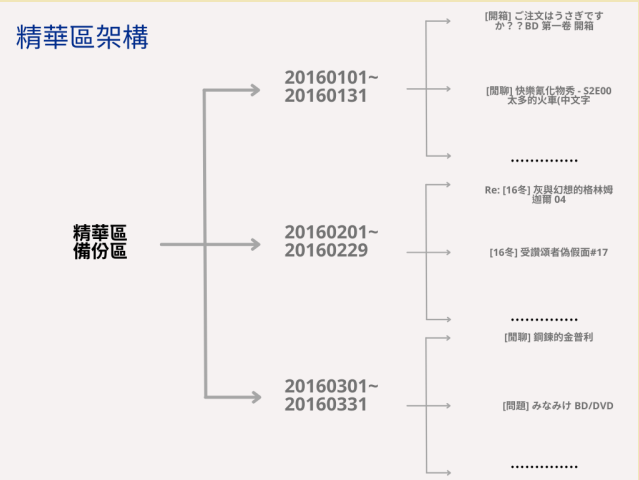 精華區架構
精華區
備份區
20160101~
20160131
[開箱] ご注文はうさぎです
か？？BD 第一卷 開箱
[閒聊] 快樂氰化物秀 - S2E00
太多的火車(中文字
..............
20160201~
20160229
Re: [16冬] 灰與幻想的格林姆
迦爾 04
[16冬] 受讚頌者偽假面#17
..............
20160301~
20160331
[閒聊] 鋼鍊的金普利
[問題] みなみけ BD/DVD
..............